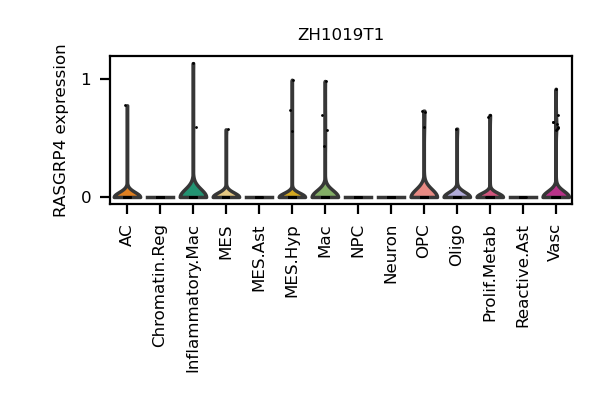 ZH1019T1
RASGRP4 expression
1
0
AC
Chromatin.Reg
Inflammatory.Mac
MES
MES.Ast
MES.Hyp
Mac
NPC
Neuron
OPC
Oligo
Prolif.Metab
Reactive.Ast
Vasc